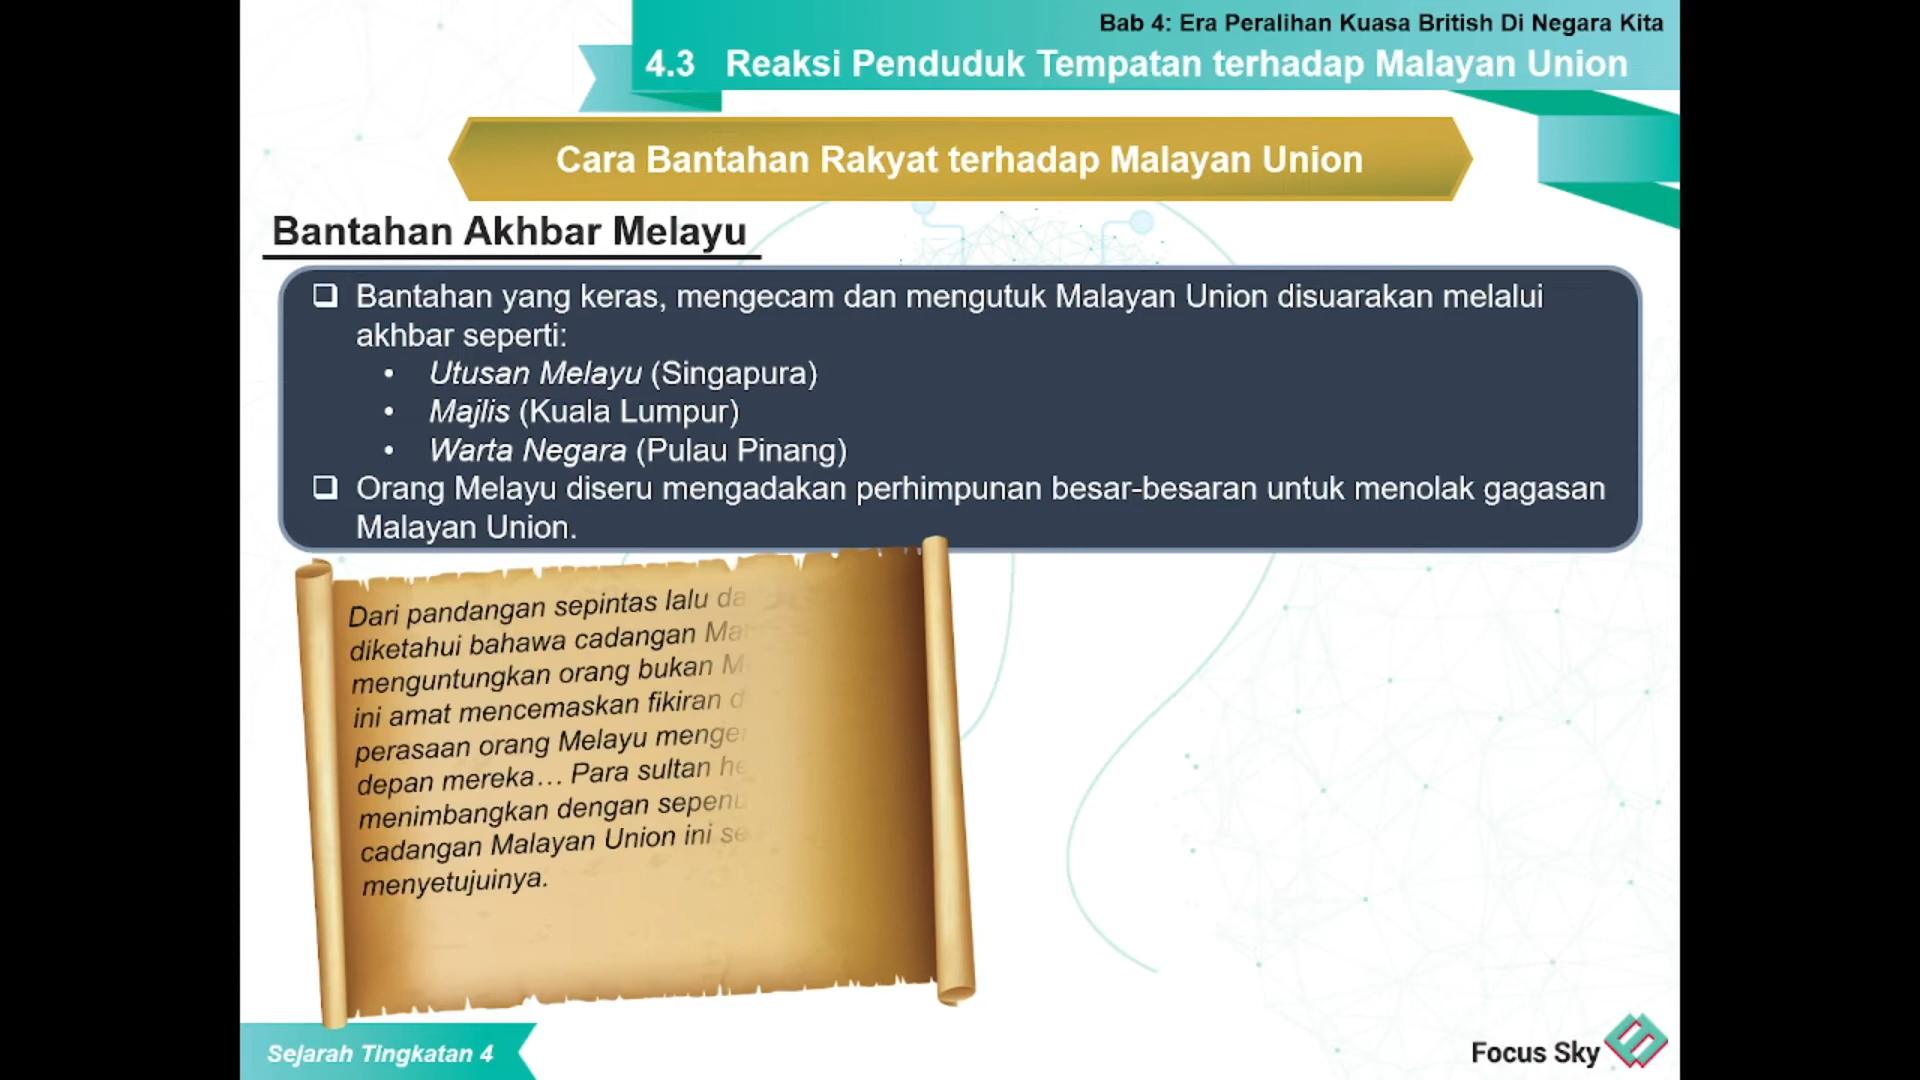 Bab 4: Era Peralihan Kuasa British Di Negara Kita
4.3 Reaksi Penduduk Tempatan terhadap Malayan Union
Cara Bantahan Rakyat terhadap Malayan Union
Bantahan Akhbar Melayu
❑ Bantahan yang keras, mengecam dan mengutuk Malayan Union disuarakan melalui
akhbar seperti:
• Utusan Melayu (Singapura)
• Majlis (Kuala Lumpur)
• Warta Negara (Pulau Pinang)
❑ Orang Melayu diseru mengadakan perhimpunan besar-besaran untuk menolak gagasan
Malayan Union.
Dari pandangan sepintas lalu
diketahui bahawa cadangan
menguntungkan orang bukan
ini amat mencemaskan fikiran
perasaan orang Melayu
depan mereka… Para sultan
menimbangkan dengan
cadangan Malayan Union ini
menyetujuinya.
Sejarah Tingkatan 4
Focus Sky